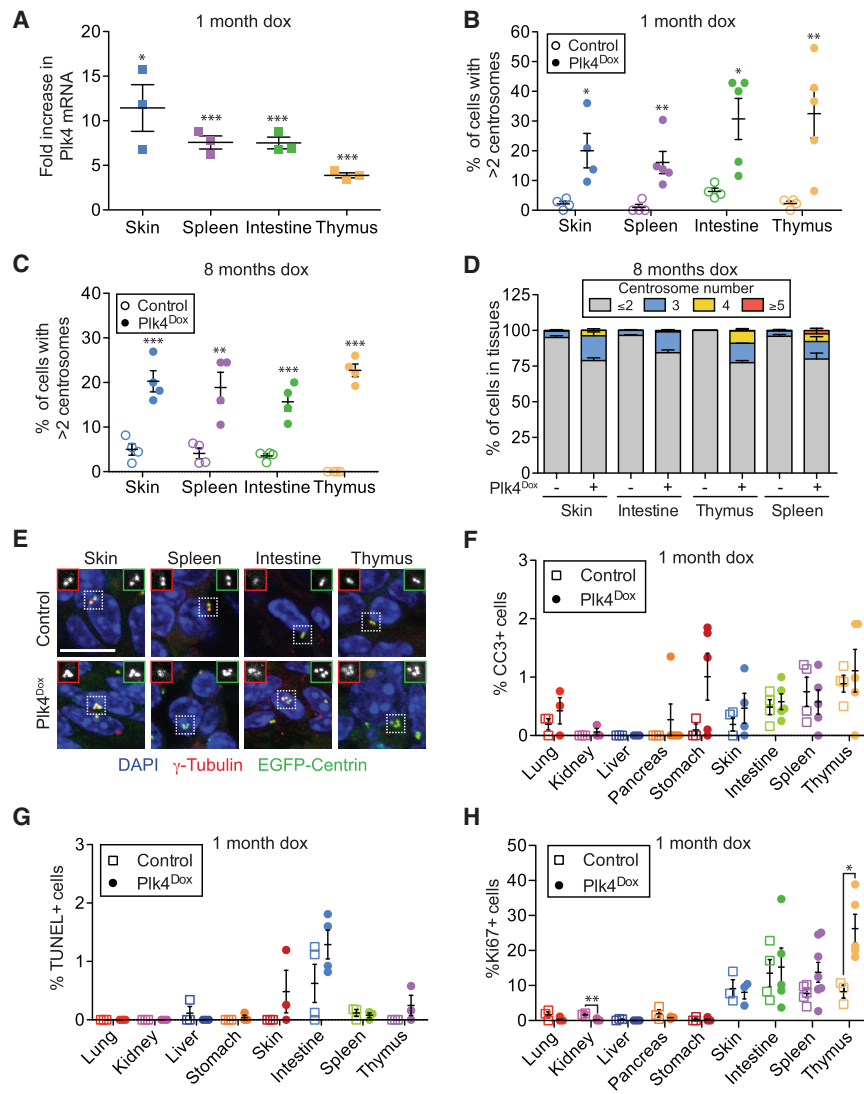 A
1 month dox
Fold increase in
Plk4 mRNA
20
15
10
5
0
*
***
***
***
Skin Spleen Intestine Thymus
B
1 month dox
% of cells with
>2 centrosomes
60
50
40
30
20
10
0
Control
Plk4Dox
*
**
*
**
Skin Spleen Intestine Thymus
C
8 months dox
% of cells with
>2 centrosomes
40
30
20
10
0
Control
Plk4Dox
***
**
***
***
Skin Spleen Intestine Thymus
D
8 months dox
Centrosome number
≤2 3 4 ≥5
% of cells in tissues
125
100
75
50
25
0
Plk4Dox - + - + - + - +
Skin Intestine Thymus Spleen
E
Skin Spleen Intestine Thymus
Control
Plk4Dox
DAPI γ-Tubulin EGFP-Centrin
F
1 month dox
% CC3+ cells
3
2
1
0
Control
Plk4Dox
Lung Kidney Liver Pancreas Stomach Skin Intestine Spleen Thymus
G
1 month dox
% TUNEL+ cells
3
2
1
0
Control
Plk4Dox
Lung Kidney Liver Stomach Skin Intestine Spleen Thymus
H
1 month dox
%Ki67+ cells
50
40
30
20
10
0
Control
Plk4Dox
**
*
Lung Kidney Liver Pancreas Stomach Skin Intestine Spleen Thymus